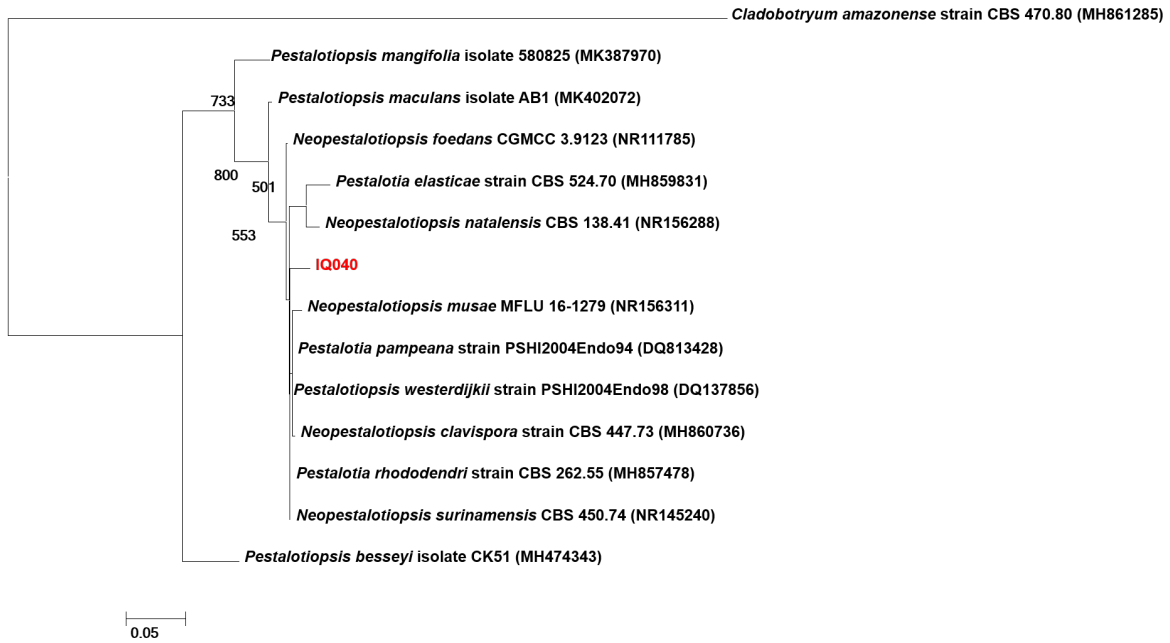 Cladobotryum amazonense strain CBS 470.80 (MH861285)
Pestalotiopsis mangifolia isolate 580825 (MK387970)
733
Pestalotiopsis maculans isolate AB1 (MK402072)
Neopestalotiopsis foedans CGMCC 3.9123 (NR111785)
800
501
Pestalotia elasticae strain CBS 524.70 (MH859831)
Neopestalotiopsis natalensis CBS 138.41 (NR156288)
553
IQ040
Neopestalotiopsis musae MFLU 16-1279 (NR156311)
Pestalotia pampeana strain PSHI2004Endo94 (DQ813428)
Pestalotiopsis westerdijkii strain PSHI2004Endo98 (DQ137856)
Neopestalotiopsis clavispora strain CBS 447.73 (MH860736)
Pestalotia rhododendri strain CBS 262.55 (MH857478)
Neopestalotiopsis surinamensis CBS 450.74 (NR145240)
Pestalotiopsis besseyi isolate CK51 (MH474343)
0.05